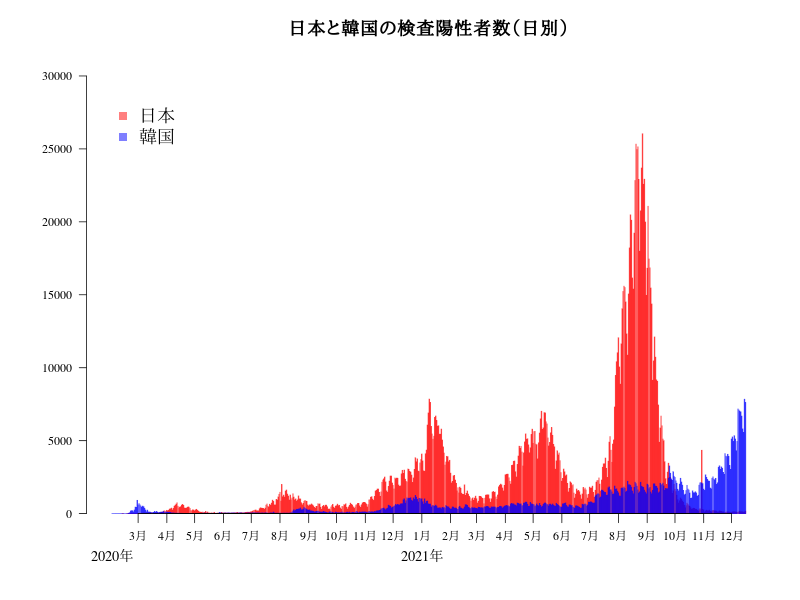 日本と韓国の検査陽性者数（日別）
30000
25000
20000
15000
10000
5000
0
日本
韓国
3月 4月 5月 6月 7月 8月 9月 10月 11月 12月 1月 2月 3月 4月 5月 6月 7月 8月 9月 10月 11月 12月
2020年 2021年